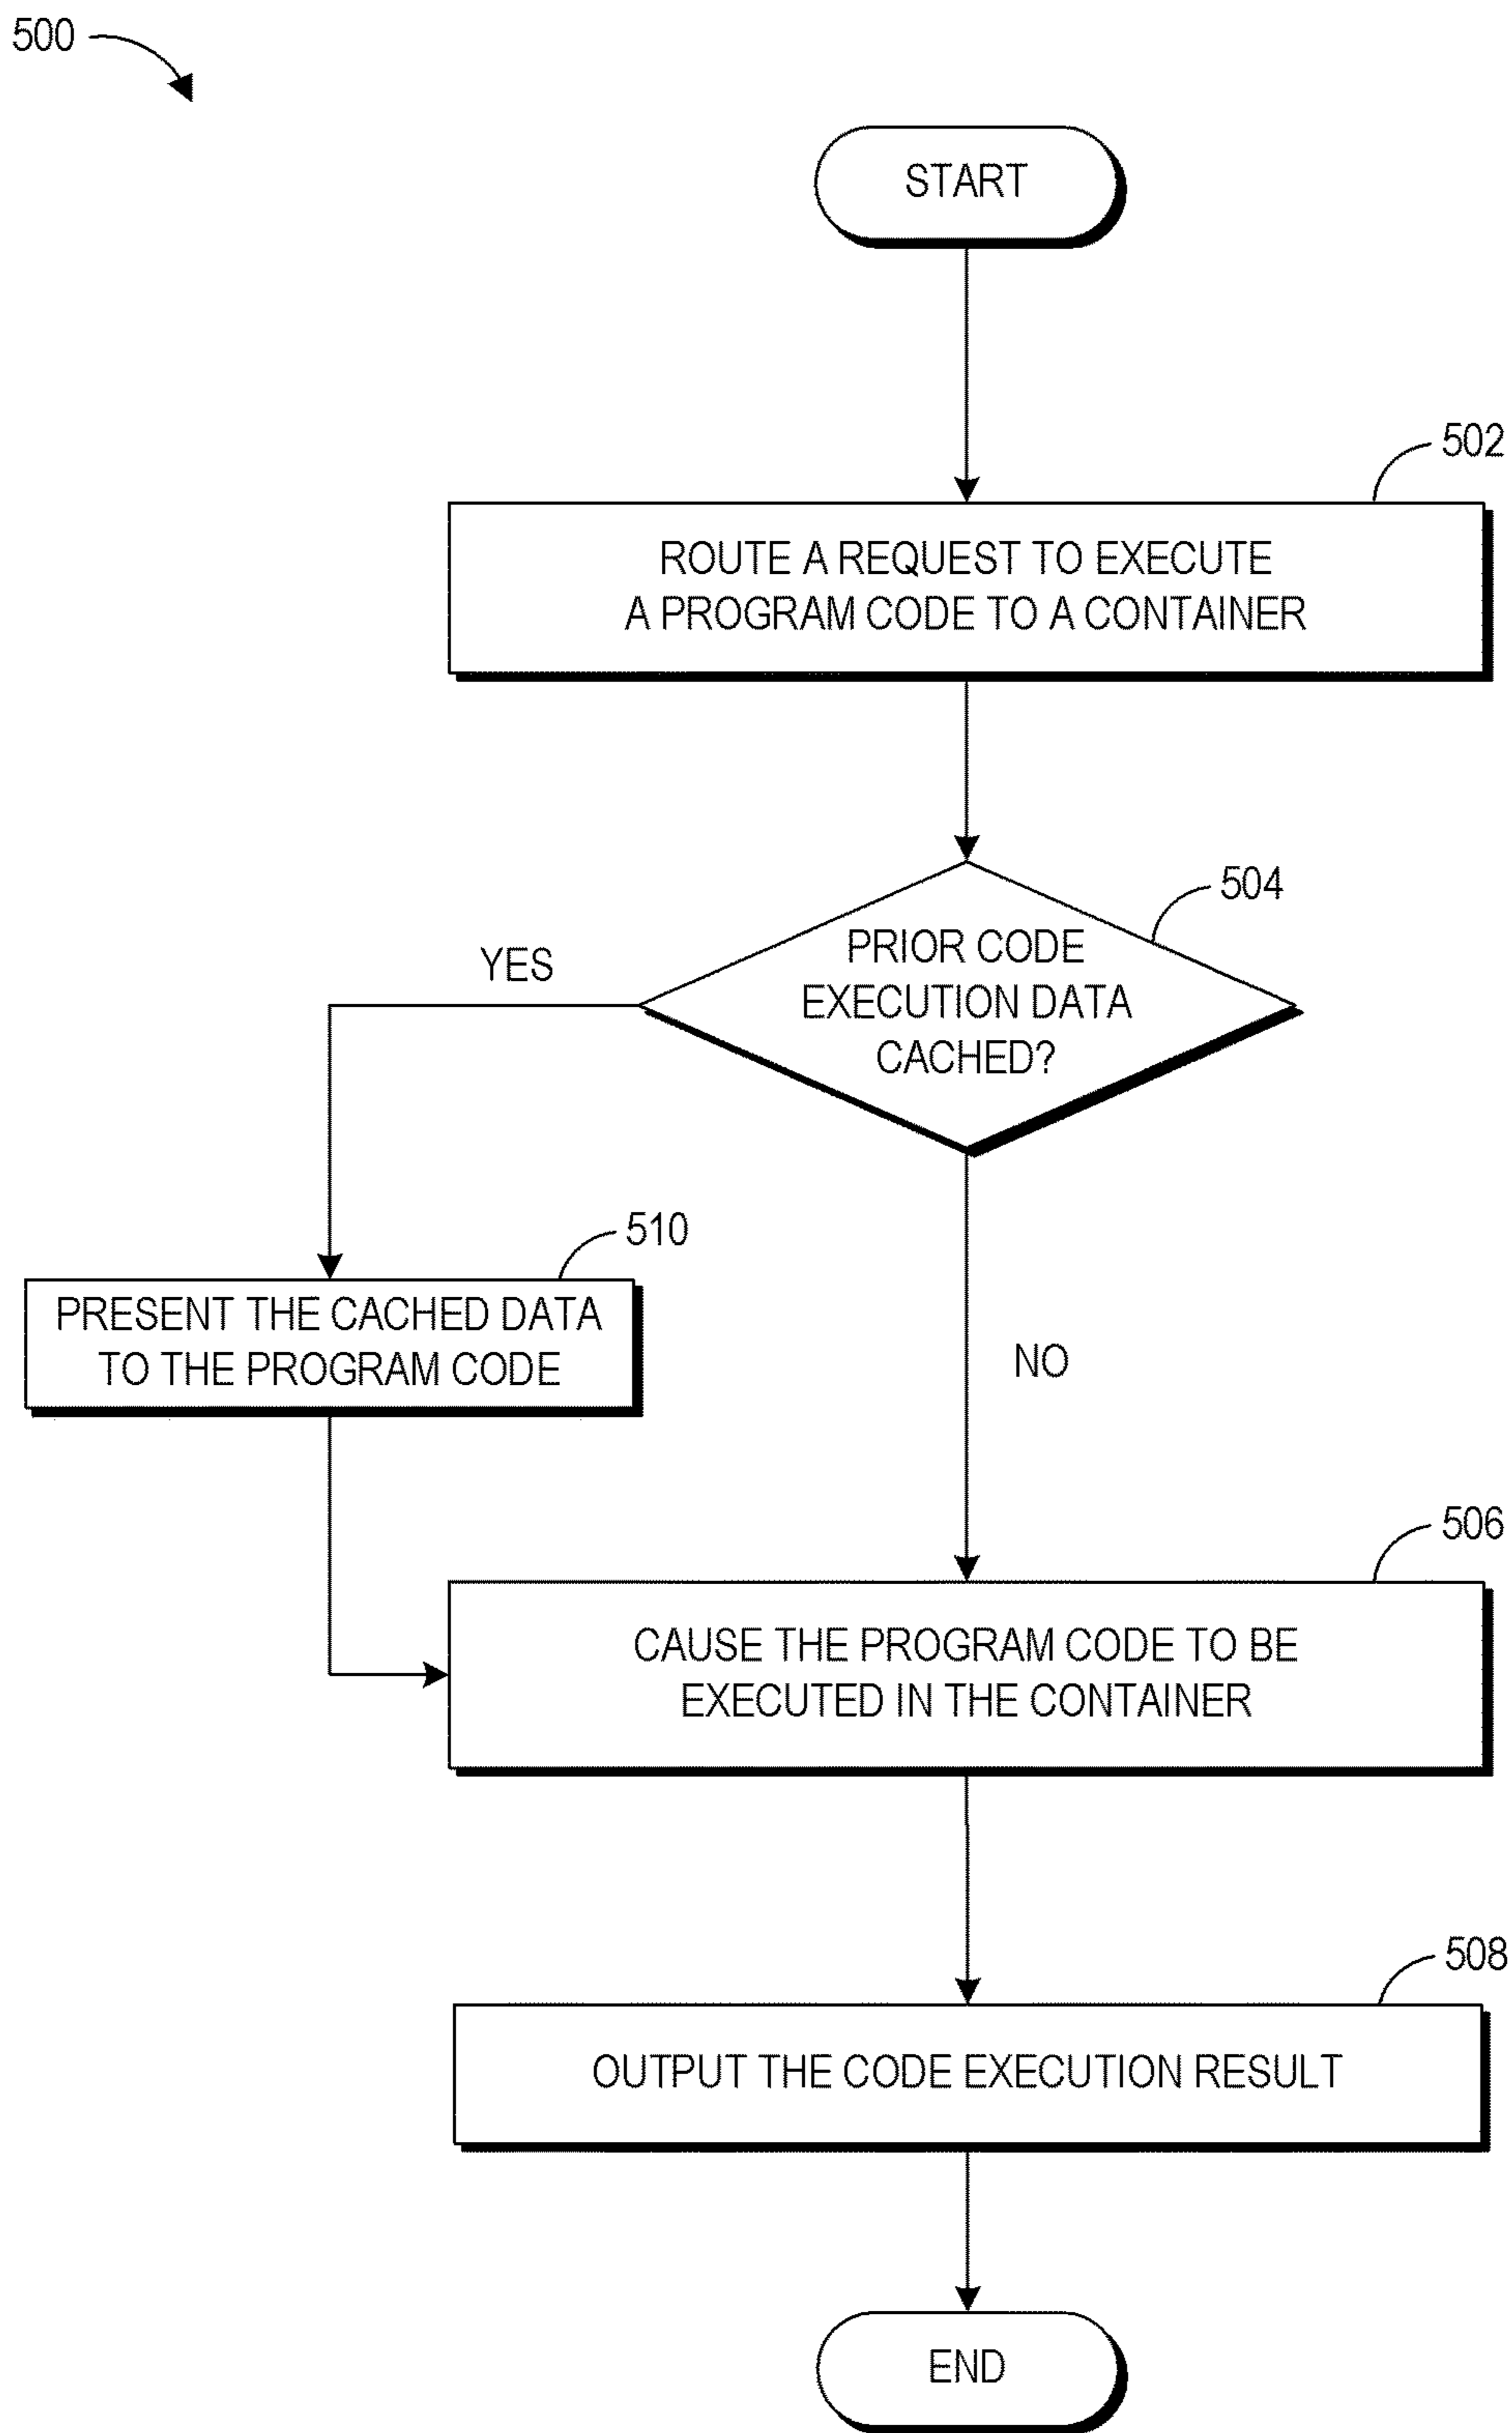 500
START
502
ROUTE A REQUEST TO EXECUTE
A PROGRAM CODE TO A CONTAINER
504
PRIOR CODE
EXECUTION DATA
CACHED?
YES
510
PRESENT THE CACHED DATA
TO THE PROGRAM CODE
NO
506
CAUSE THE PROGRAM CODE TO BE
EXECUTED IN THE CONTAINER
508
OUTPUT THE CODE EXECUTION RESULT
END